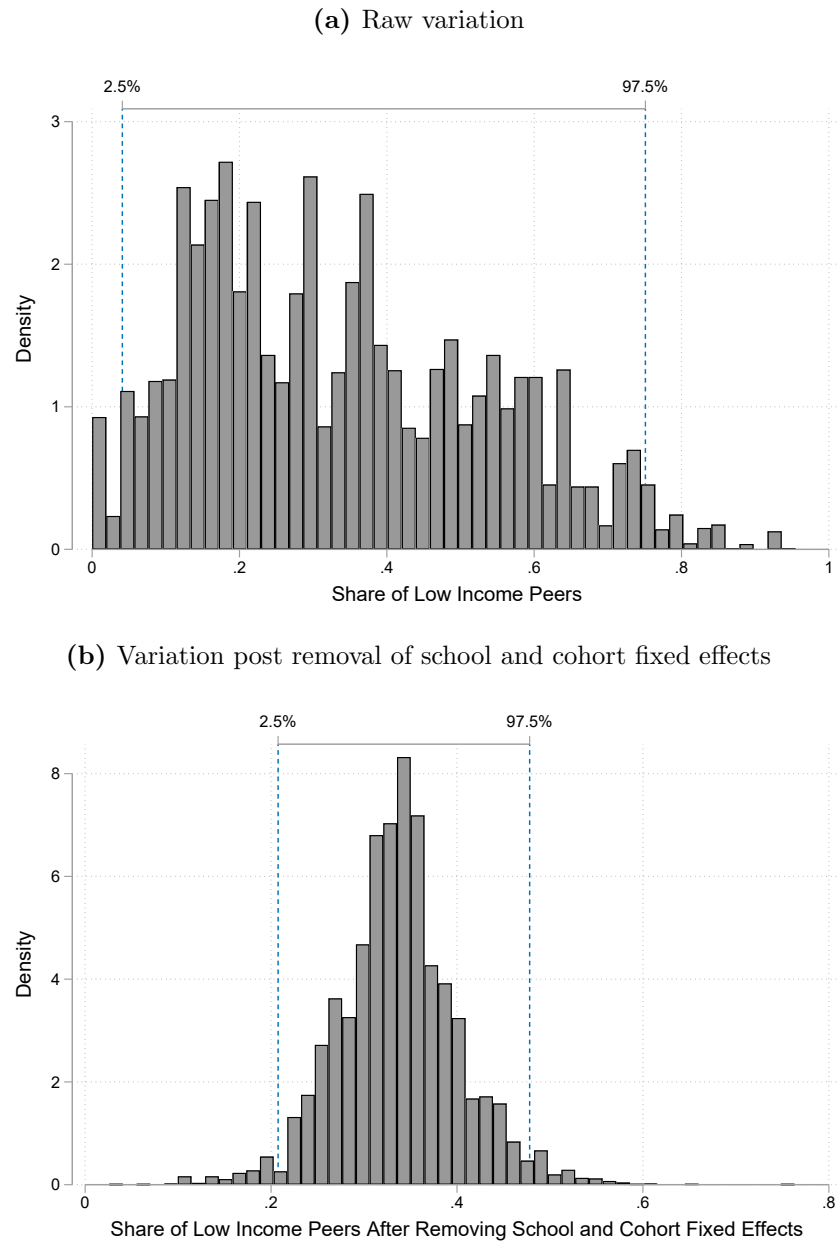 (a) Raw variation
2.5% 97.5%
3
2
1
0
Density
0 .2 .4 .6 .8 1
Share of Low Income Peers
(b) Variation post removal of school and cohort fixed effects
2.5% 97.5%
8
6
4
2
0
Density
0 .2 .4 .6 .8
Share of Low Income Peers After Removing School and Cohort Fixed Effects